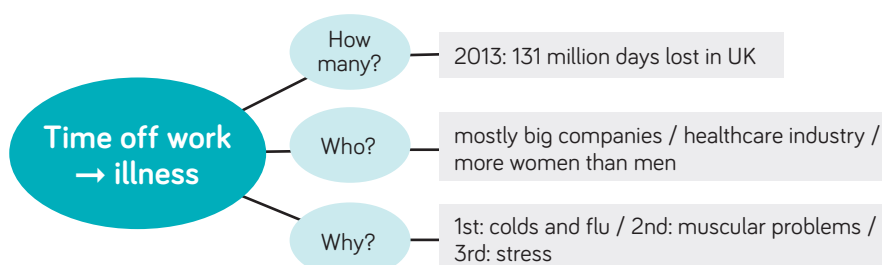 Time off work
→ illness
How
many?
2013: 131 million days lost in UK
Who?
mostly big companies / healthcare industry /
more women than men
Why?
1st: colds and flu / 2nd: muscular problems /
3rd: stress